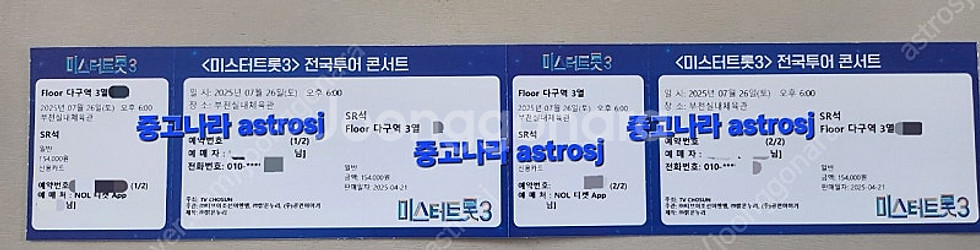 미스터트롯3
Floor 다구역 3열
2025년 07월 26일(토) 오후 6:00
부천실내체육관
SR석
일반
154,000원
신용카드
예약번호 (1/2)
예 매 처 : NOL 티켓 App
님]
<미스터트롯3> 전국투어 콘서트
일 시: 2025년 07월 26일(토) 오후 6:00
장 소: 부천실내체육관
SR석
Floor 다구역 3열
예약번호 (1/2)
예 매 자 : 님]
전화번호: 010-****
일반
금액: 154,000원
판매일자: 2025-04-21
주최: TV CHOSUN
미스터트롯3
중고나라 astrosj
미스터트롯3
Floor 다구역 3열
2025년 07월 26일(토) 오후 6:00
부천실내체육관
SR석
일반
154,000원
신용카드
예약번호: (2/2)
예 매 처 : NOL 티켓 App
님]
<미스터트롯3> 전국투어 콘서트
일 시: 2025년 07월 26일(토) 오후 6:00
장 소: 부천실내체육관
SR석
Floor 다구역 3열
예약번호 (2/2)
예 매 자 : 님]
전화번호: 010-***
일반
금액: 154,000원
판매일자: 2025-04-21
주최: TV CHOSUN
미스터트롯3
중고나라 astrosj
중고나라 astrosj